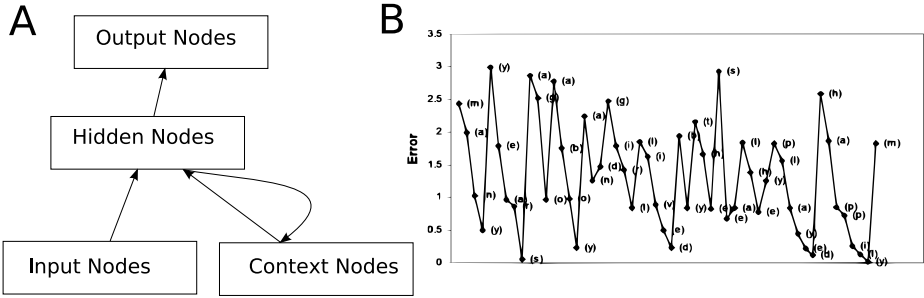 A
Output Nodes
Hidden Nodes
Input Nodes
Context Nodes
B
Error
3.5
3
2.5
2
1.5
1
0.5
0
(m)
(a)
(n)
(y)
(y)
(e)
(a)
(r)
(s)
(a)
(g)
(o)
(a)
(b)
(o)
(y)
(a)
(n)
(d)
(g)
(i)
(r)
(l)
(l)
(i)
(v)
(e)
(d)
(b)
(y)
(t)
(h)
(e)
(s)
(e)
(a)
(l)
(h)
(e)
(y)
(p)
(l)
(a)
(y)
(e)
(d)
(h)
(a)
(p)
(p)
(i)
(l)
(y)
(m)